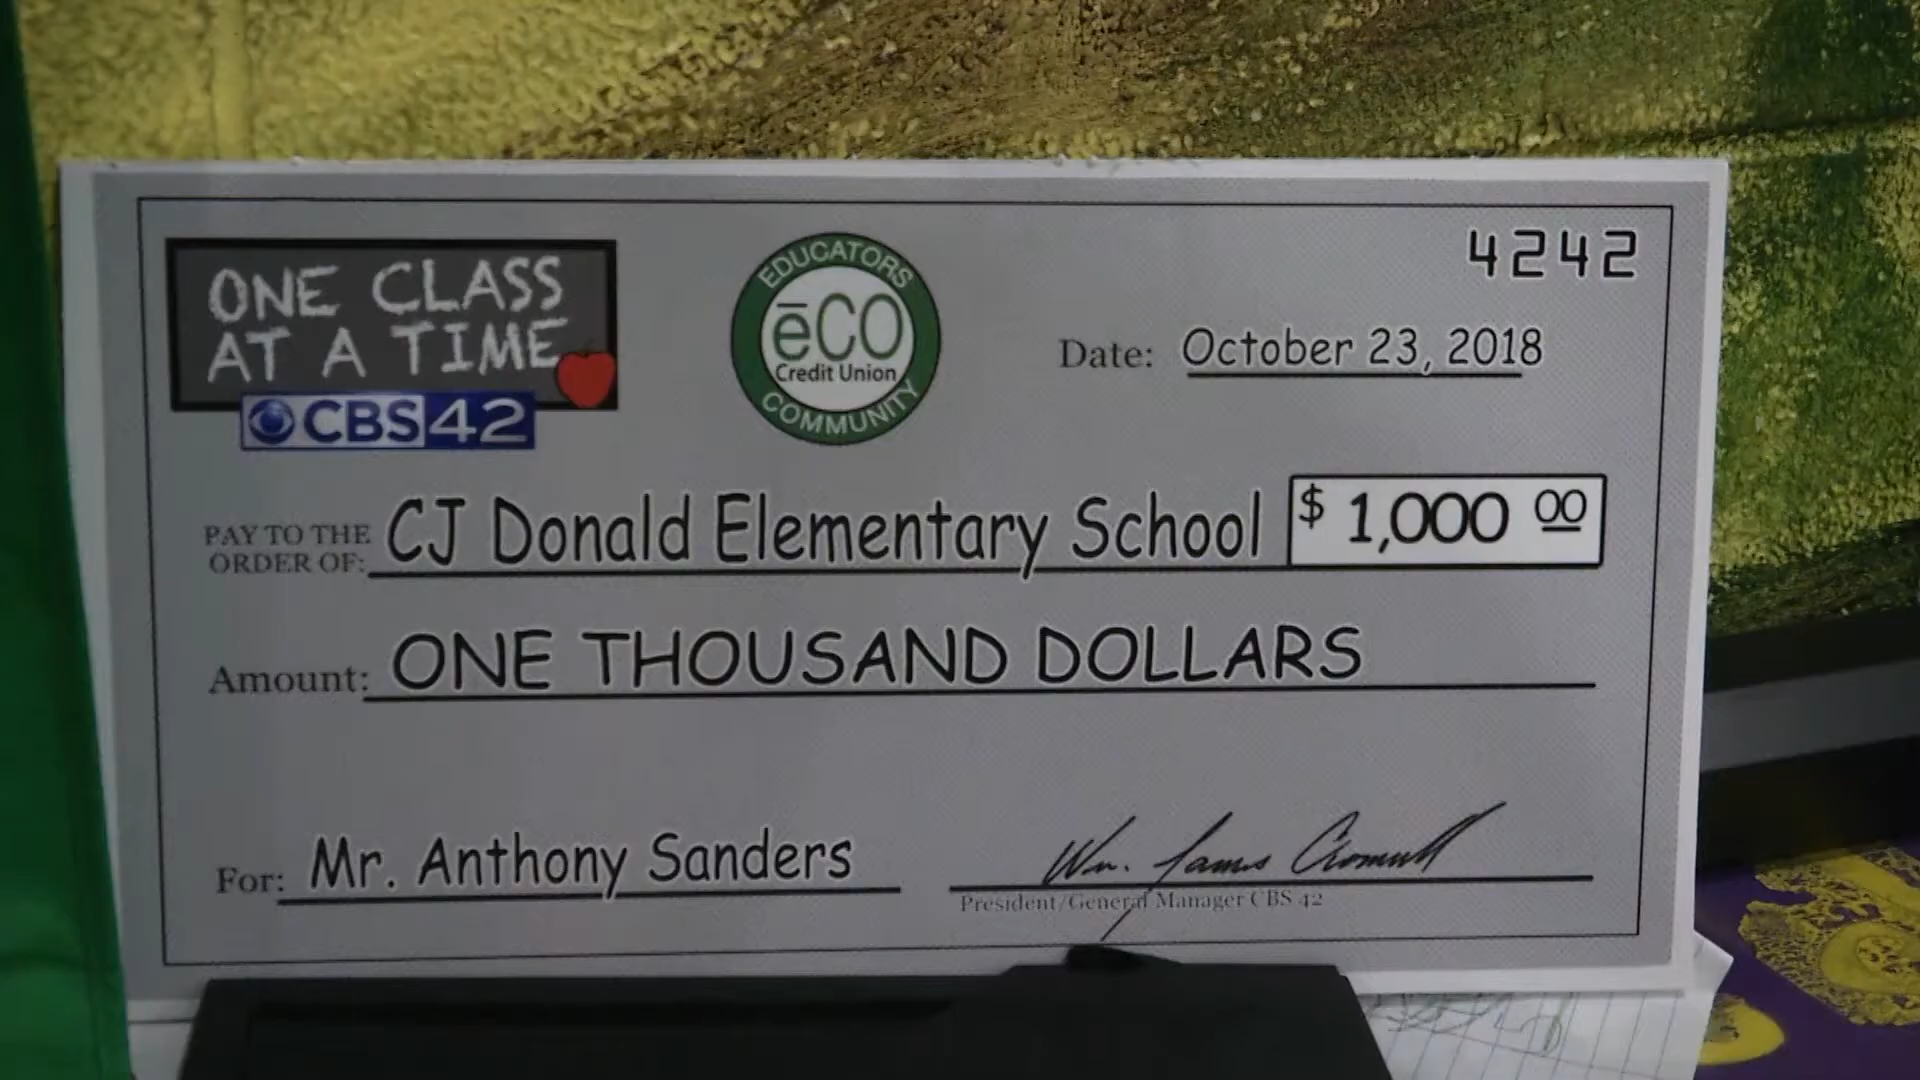 ONE CLASS
AT A TIME
CBS 42
EDUCATORS
ēCO
Credit Union
COMMUNITY
4242
Date: October 23, 2018
PAY TO THE
ORDER OF: CJ Donald Elementary School $ 1,000 00
Amount: ONE THOUSAND DOLLARS
For: Mr. Anthony Sanders
Wm. James
President/General Manager CBS 42